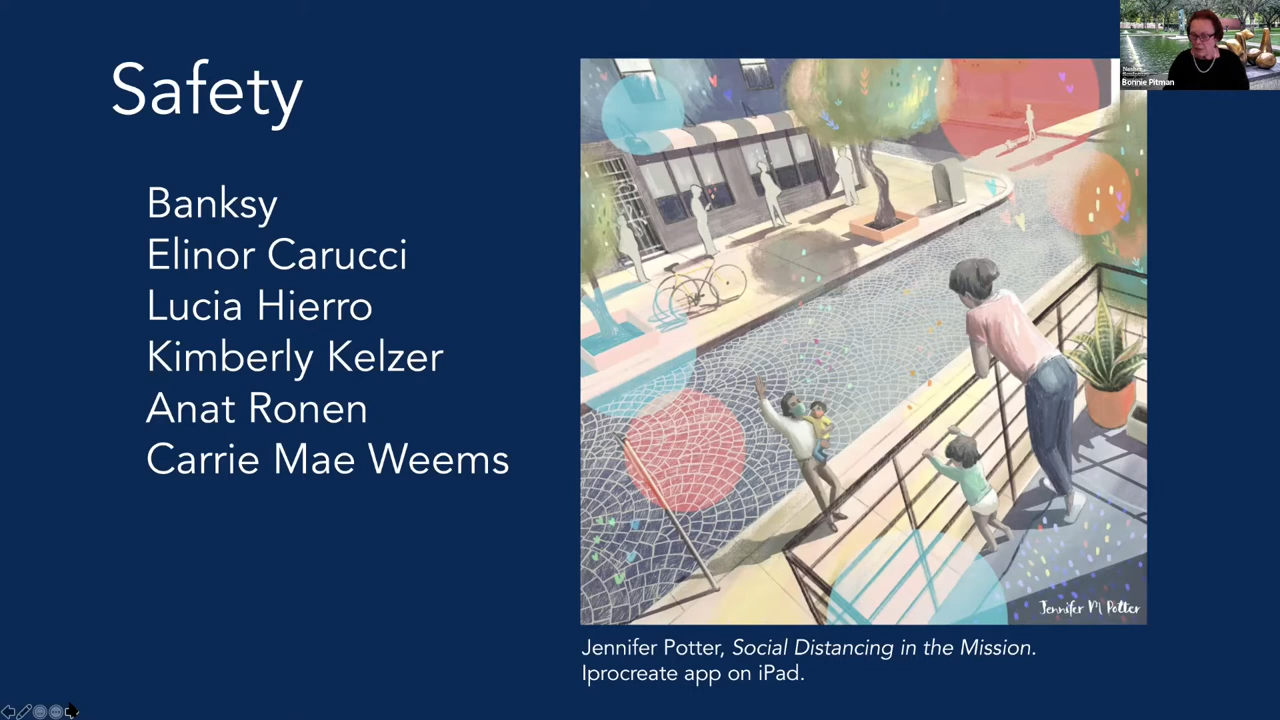 Safety
Banksy
Elinor Carucci
Lucia Hierro
Kimberly Kelzer
Anat Ronen
Carrie Mae Weems
Jennifer M Potter
Jennifer Potter, Social Distancing in the Mission.
Iprocreate app on iPad.
Bonnie Pitman